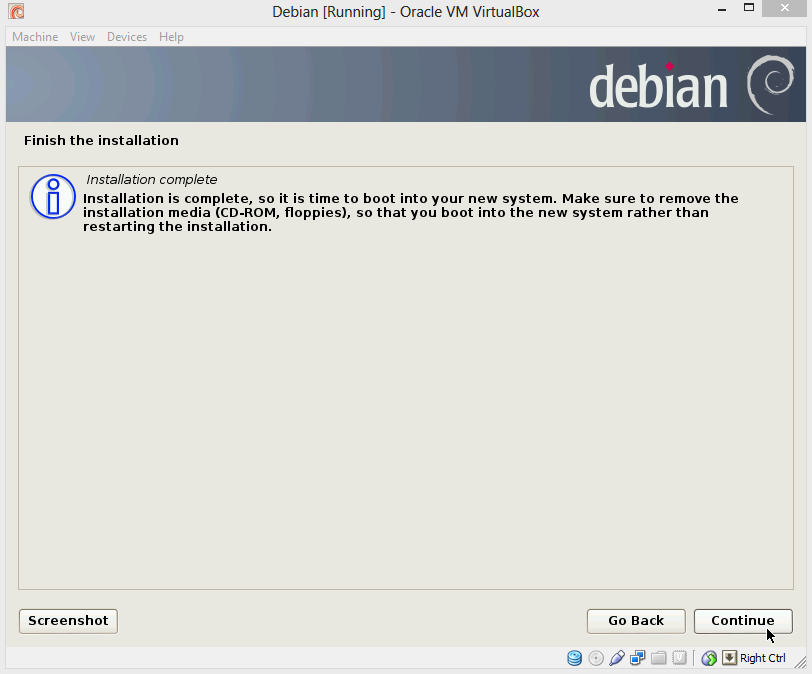 Debian [Running] - Oracle VM VirtualBox
Machine View Devices Help
debian
Finish the installation
Installation complete
Installation is complete, so it is time to boot into your new system. Make sure to remove the
installation media (CD-ROM, floppies), so that you boot into the new system rather than
restarting the installation.
Screenshot Go Back Continue
Right Ctrl